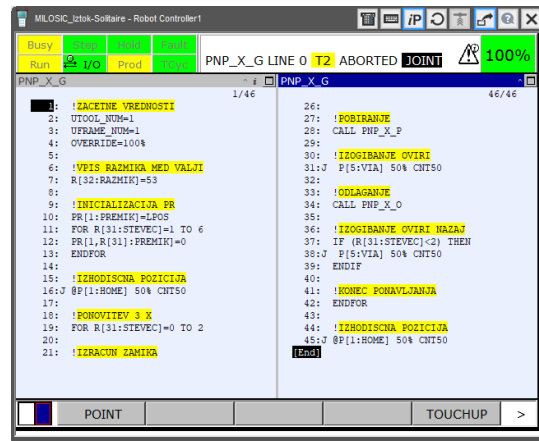 MILOSIC_Iztok-Solitaire - Robot Controller1
iP
Busy Step Hold Fault
Run I/O Prod TCyc
PNP_X_G LINE 0 T2 ABORTED JOINT
100%
PNP_X_G
1/46
1: !ZACETNE VREDNOSTI
2: UTOOL_NUM=1
3: UFRAME_NUM=1
4: OVERRIDE=100%
5:
6: !VPIS RAZMIKA MED VALJI
7: R[32:RAZMIK]=53
8:
9: !INICIALIZACIJA PR
10: PR[1:PREMIK]=LPOS
11: FOR R[31:STEVEC]=1 TO 6
12: PR[1,R[31]:PREMIK]=0
13: ENDFOR
14:
15: !IZHODISCNA POZICIJA
16:J @P[1:HOME] 50% CNT50
17:
18: !PONOVITEV 3 X
19: FOR R[31:STEVEC]=0 TO 2
20:
21: !IZRACUN ZAMIKA
PNP_X_G
46/46
26:
27: !POBIRANJE
28: CALL PNP_X_P
29:
30: !IZOGIBANJE OVIRI
31:J P[5:VIA] 50% CNT50
32:
33: !ODLAGANJE
34: CALL PNP_X_O
35:
36: !IZOGIBANJE OVIRI NAZAJ
37: IF (R[31:STEVEC]<2) THEN
38:J P[5:VIA] 50% CNT50
39: ENDIF
40:
41: !KONEC PONAVLJANJA
42: ENDFOR
43:
44: !IZHODISCNA POZICIJA
45:J @P[1:HOME] 50% CNT50
[End]
POINT
TOUCHUP >